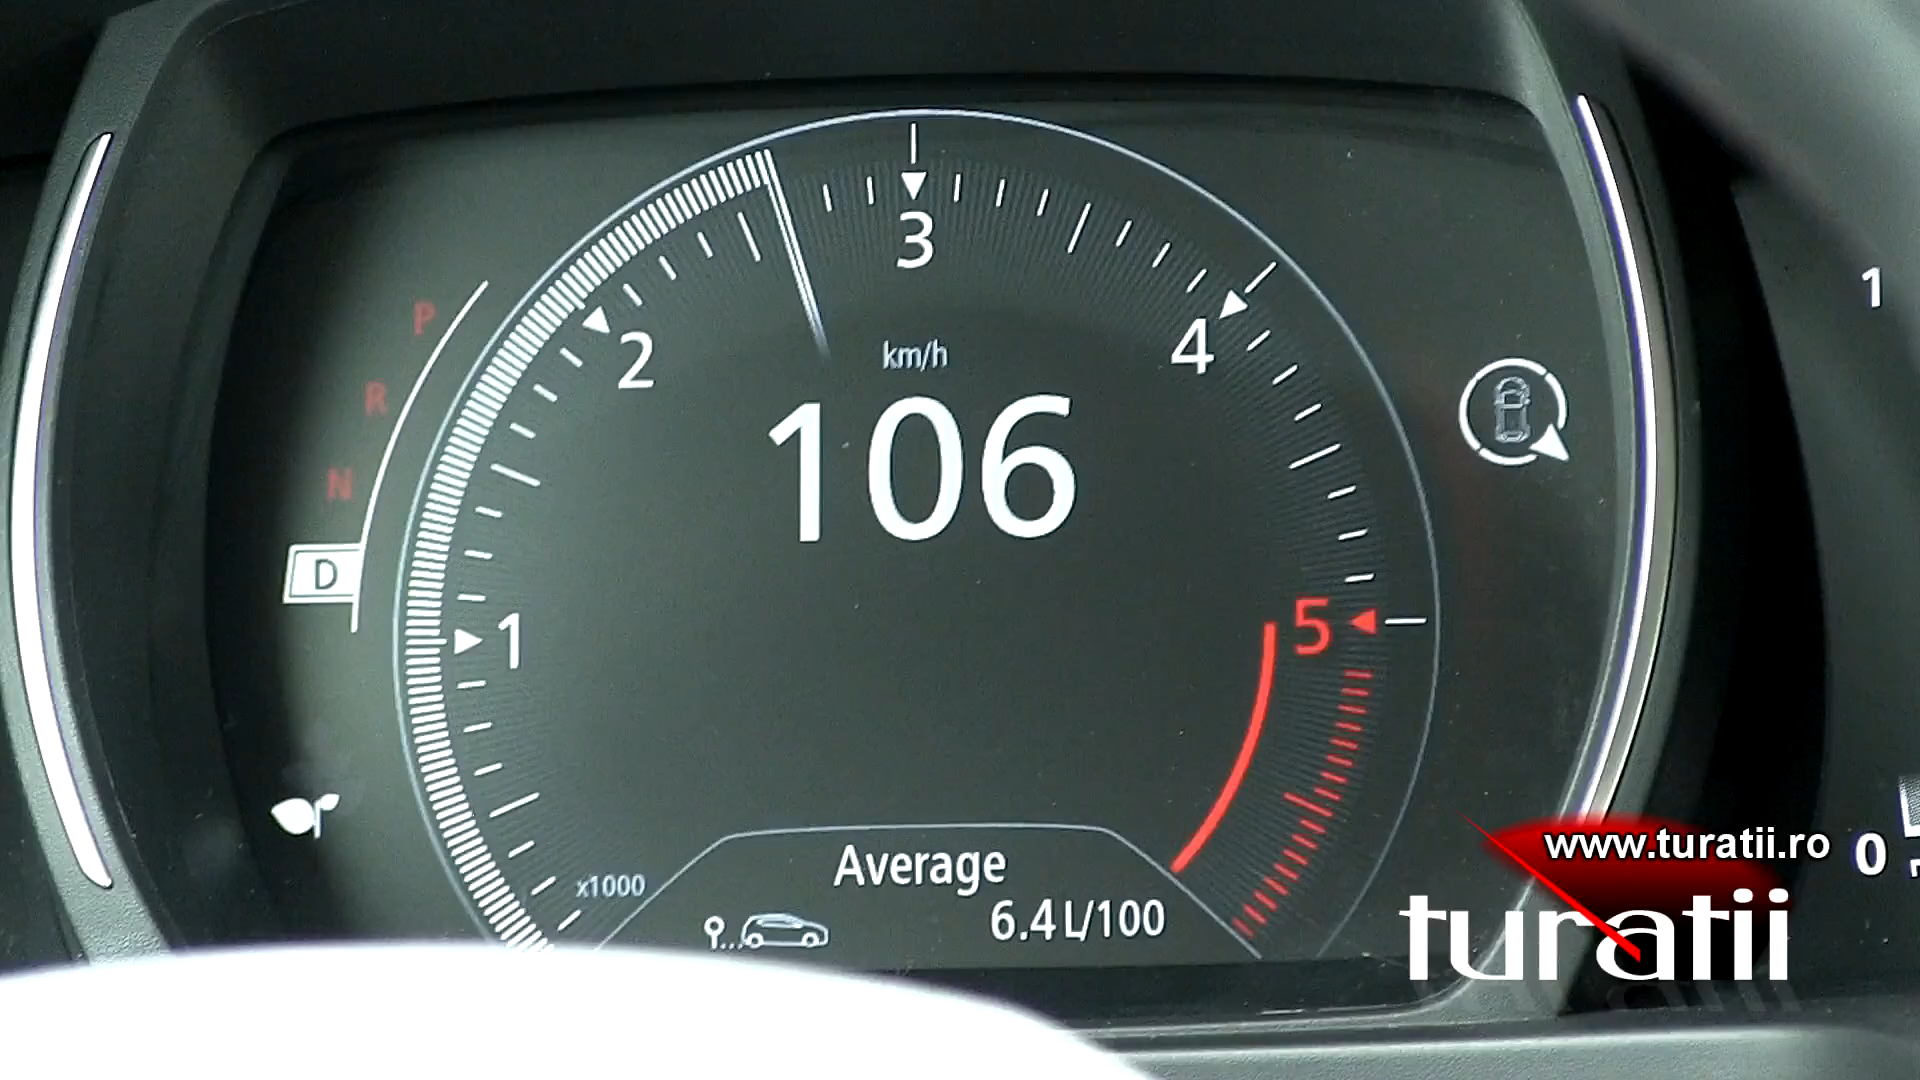 3
2
4
km/h
106
P
R
N
D
1
5
x1000
Average
6.4 L/100
1
0
www.turatii.ro
turatii